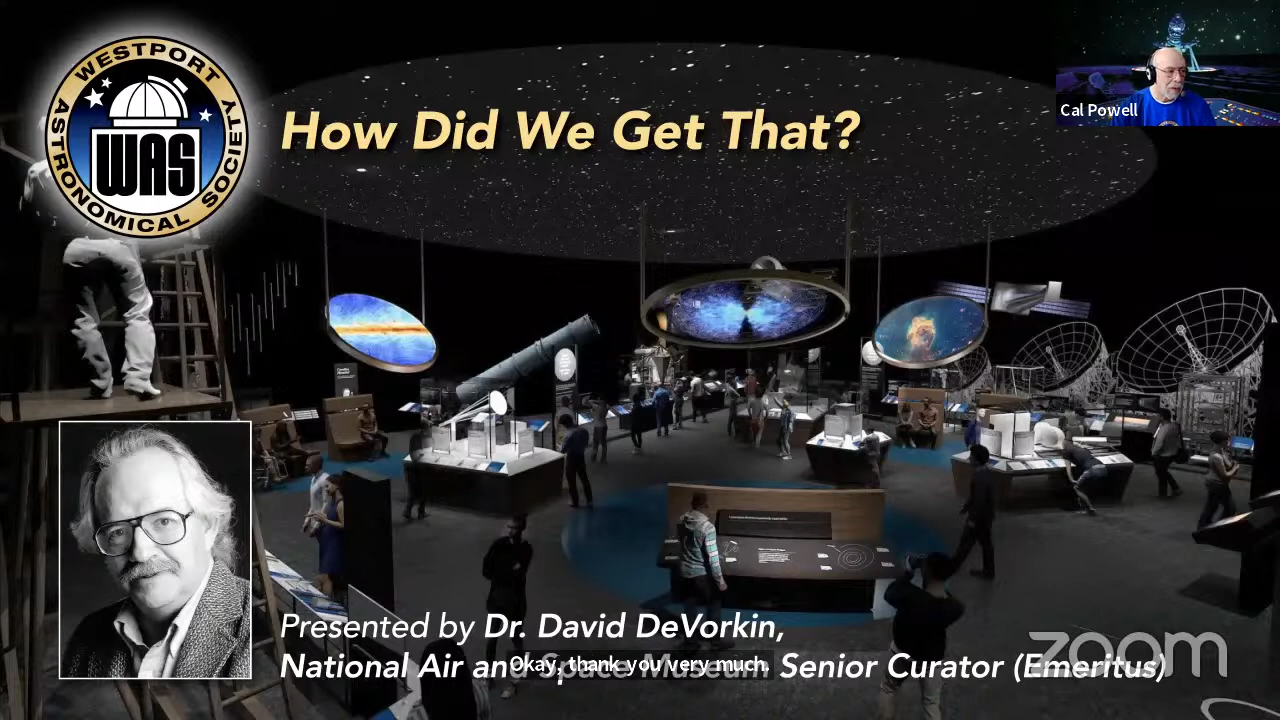 WESTPORT
ASTRONOMICAL SOCIETY
WAS
How Did We Get That?
Cal Powell
Presented by Dr. David DeVorkin,
National Air and Space Museum Senior Curator (Emeritus)
Okay, thank you very much.
zoom